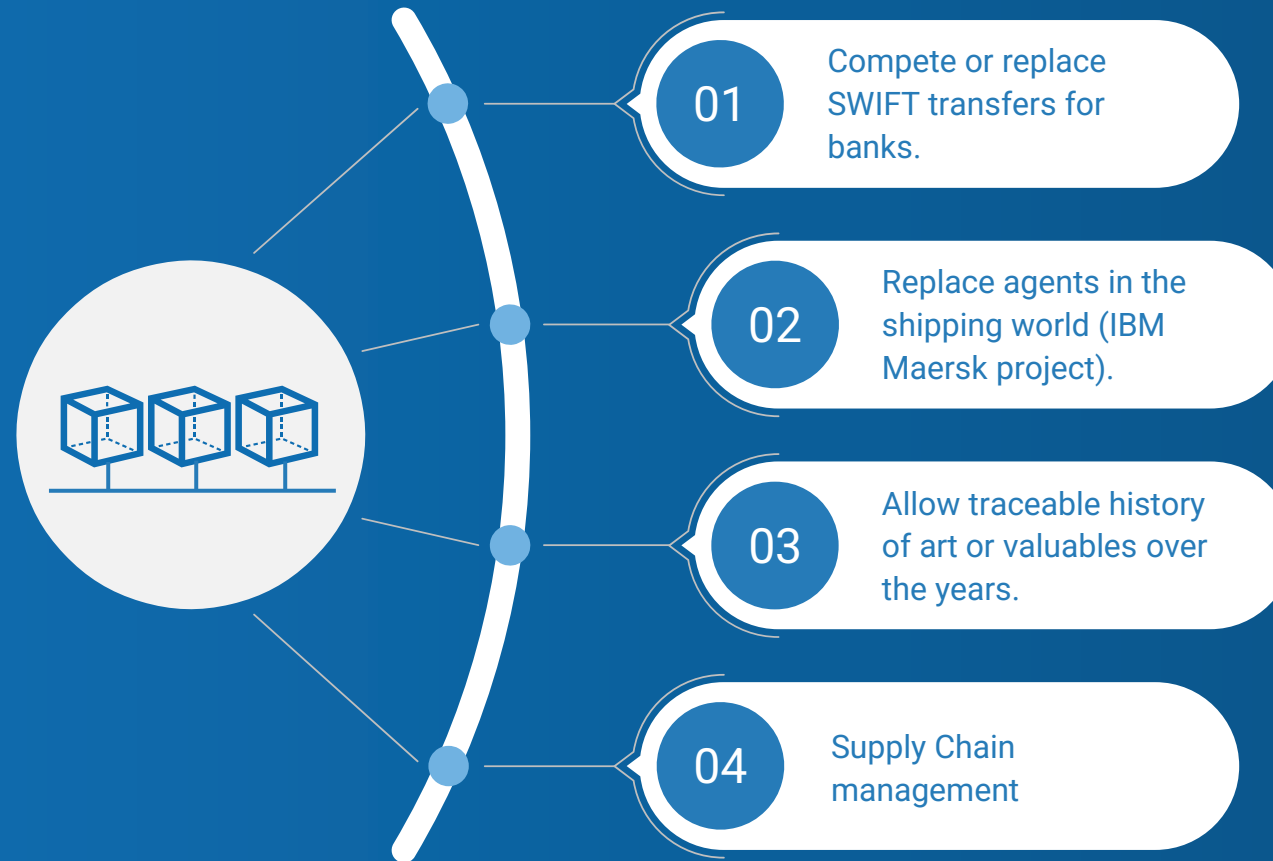 01
Compete or replace
SWIFT transfers for
banks.
02
Replace agents in the
shipping world (IBM
Maersk project).
03
Allow traceable history
of art or valuables over
the years.
04
Supply Chain
management